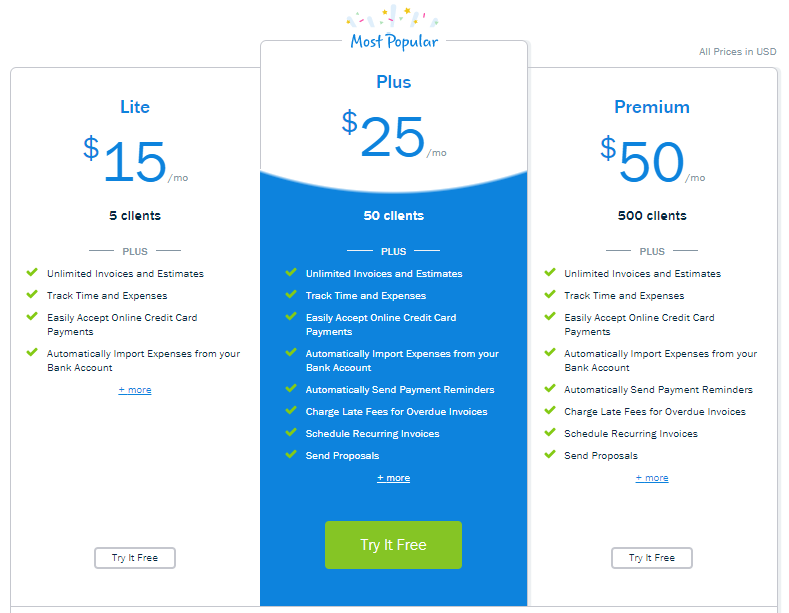 Most Popular
All Prices in USD
Lite
$15/mo
5 clients
PLUS
Unlimited Invoices and Estimates
Track Time and Expenses
Easily Accept Online Credit Card
Payments
Automatically Import Expenses from your
Bank Account
+ more
Try It Free
Plus
$25/mo
50 clients
PLUS
Unlimited Invoices and Estimates
Track Time and Expenses
Easily Accept Online Credit Card
Payments
Automatically Import Expenses from your
Bank Account
Automatically Send Payment Reminders
Charge Late Fees for Overdue Invoices
Schedule Recurring Invoices
Send Proposals
+ more
Try It Free
Premium
$50/mo
500 clients
PLUS
Unlimited Invoices and Estimates
Track Time and Expenses
Easily Accept Online Credit Card
Payments
Automatically Import Expenses from your
Bank Account
Automatically Send Payment Reminders
Charge Late Fees for Overdue Invoices
Schedule Recurring Invoices
Send Proposals
+ more
Try It Free